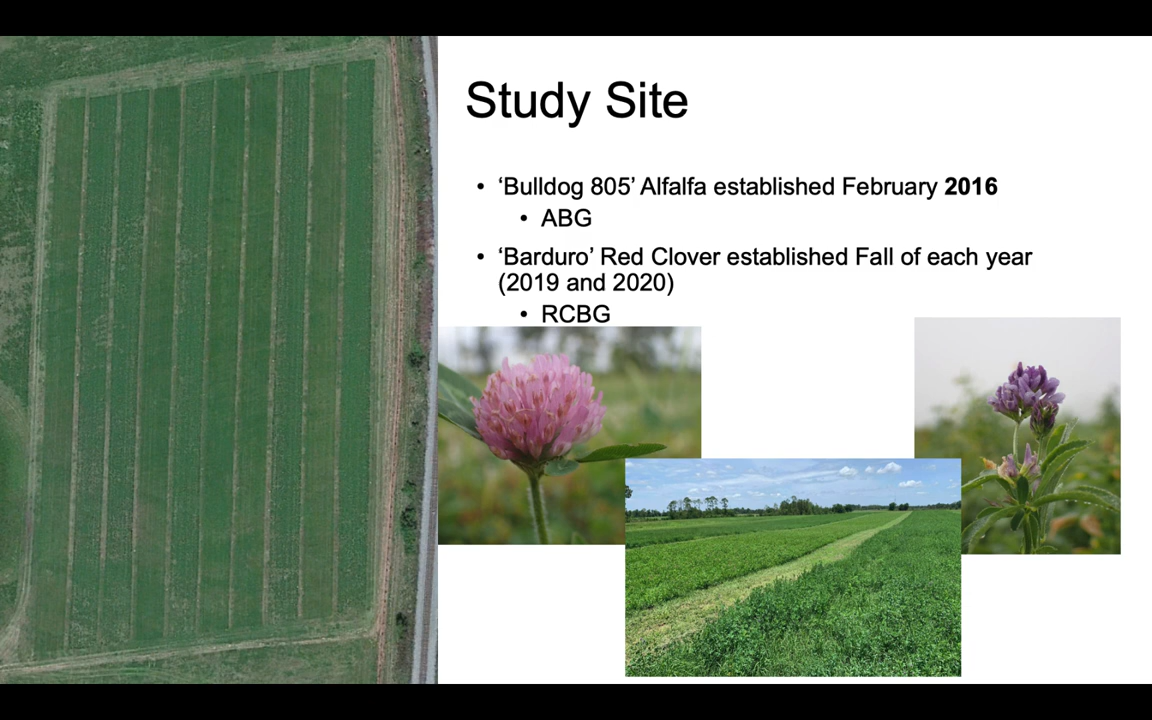 Study Site
• ‘Bulldog 805’ Alfalfa established February 2016
• ABG
• ‘Barduro’ Red Clover established Fall of each year
(2019 and 2020)
• RCBG